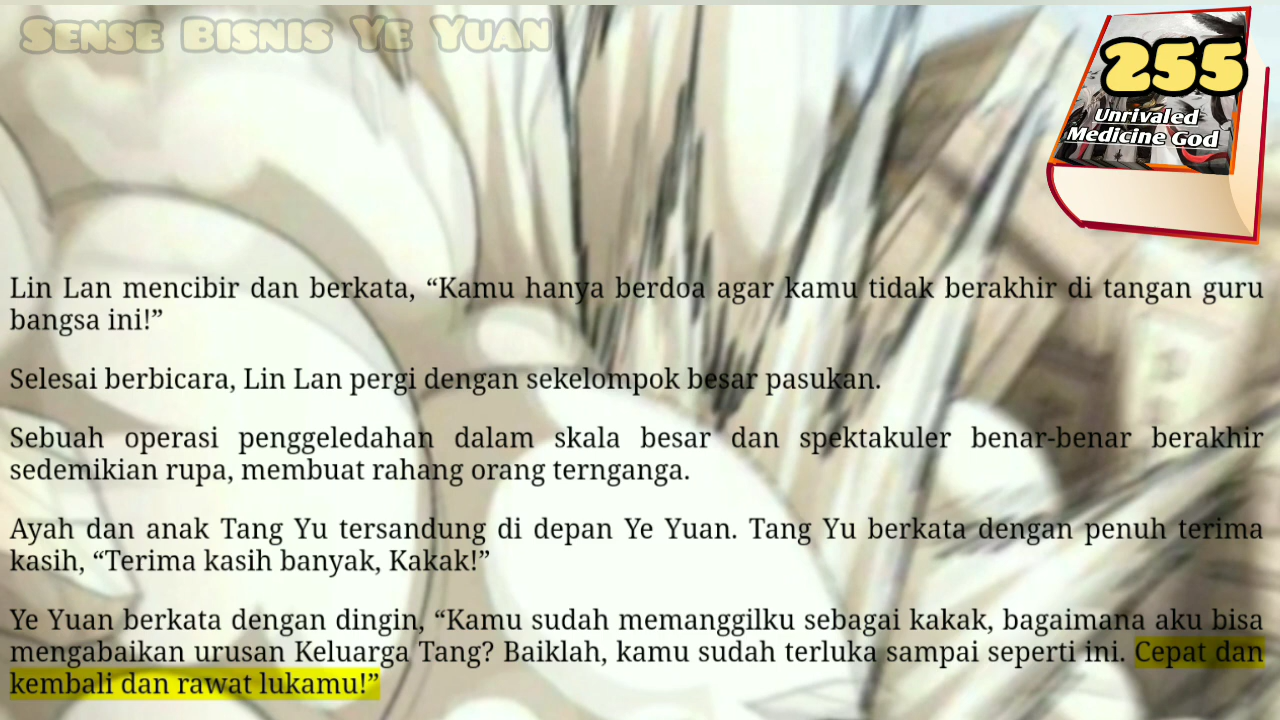 Sense Bisnis Ye Yuan
255
Unrivaled
Medicine God
Lin Lan mencibir dan berkata, “Kamu hanya berdoa agar kamu tidak berakhir di tangan guru
bangsa ini!”
Selesai berbicara, Lin Lan pergi dengan sekelompok besar pasukan.
Sebuah operasi penggeledahan dalam skala besar dan spektakuler benar-benar berakhir
sedemikian rupa, membuat rahang orang ternganga.
Ayah dan anak Tang Yu tersandung di depan Ye Yuan. Tang Yu berkata dengan penuh terima
kasih, “Terima kasih banyak, Kakak!”
Ye Yuan berkata dengan dingin, “Kamu sudah memanggilku sebagai kakak, bagaimana aku bisa
mengabaikan urusan Keluarga Tang? Baiklah, kamu sudah terluka sampai seperti ini. Cepat dan
kembali dan rawat lukamu!”